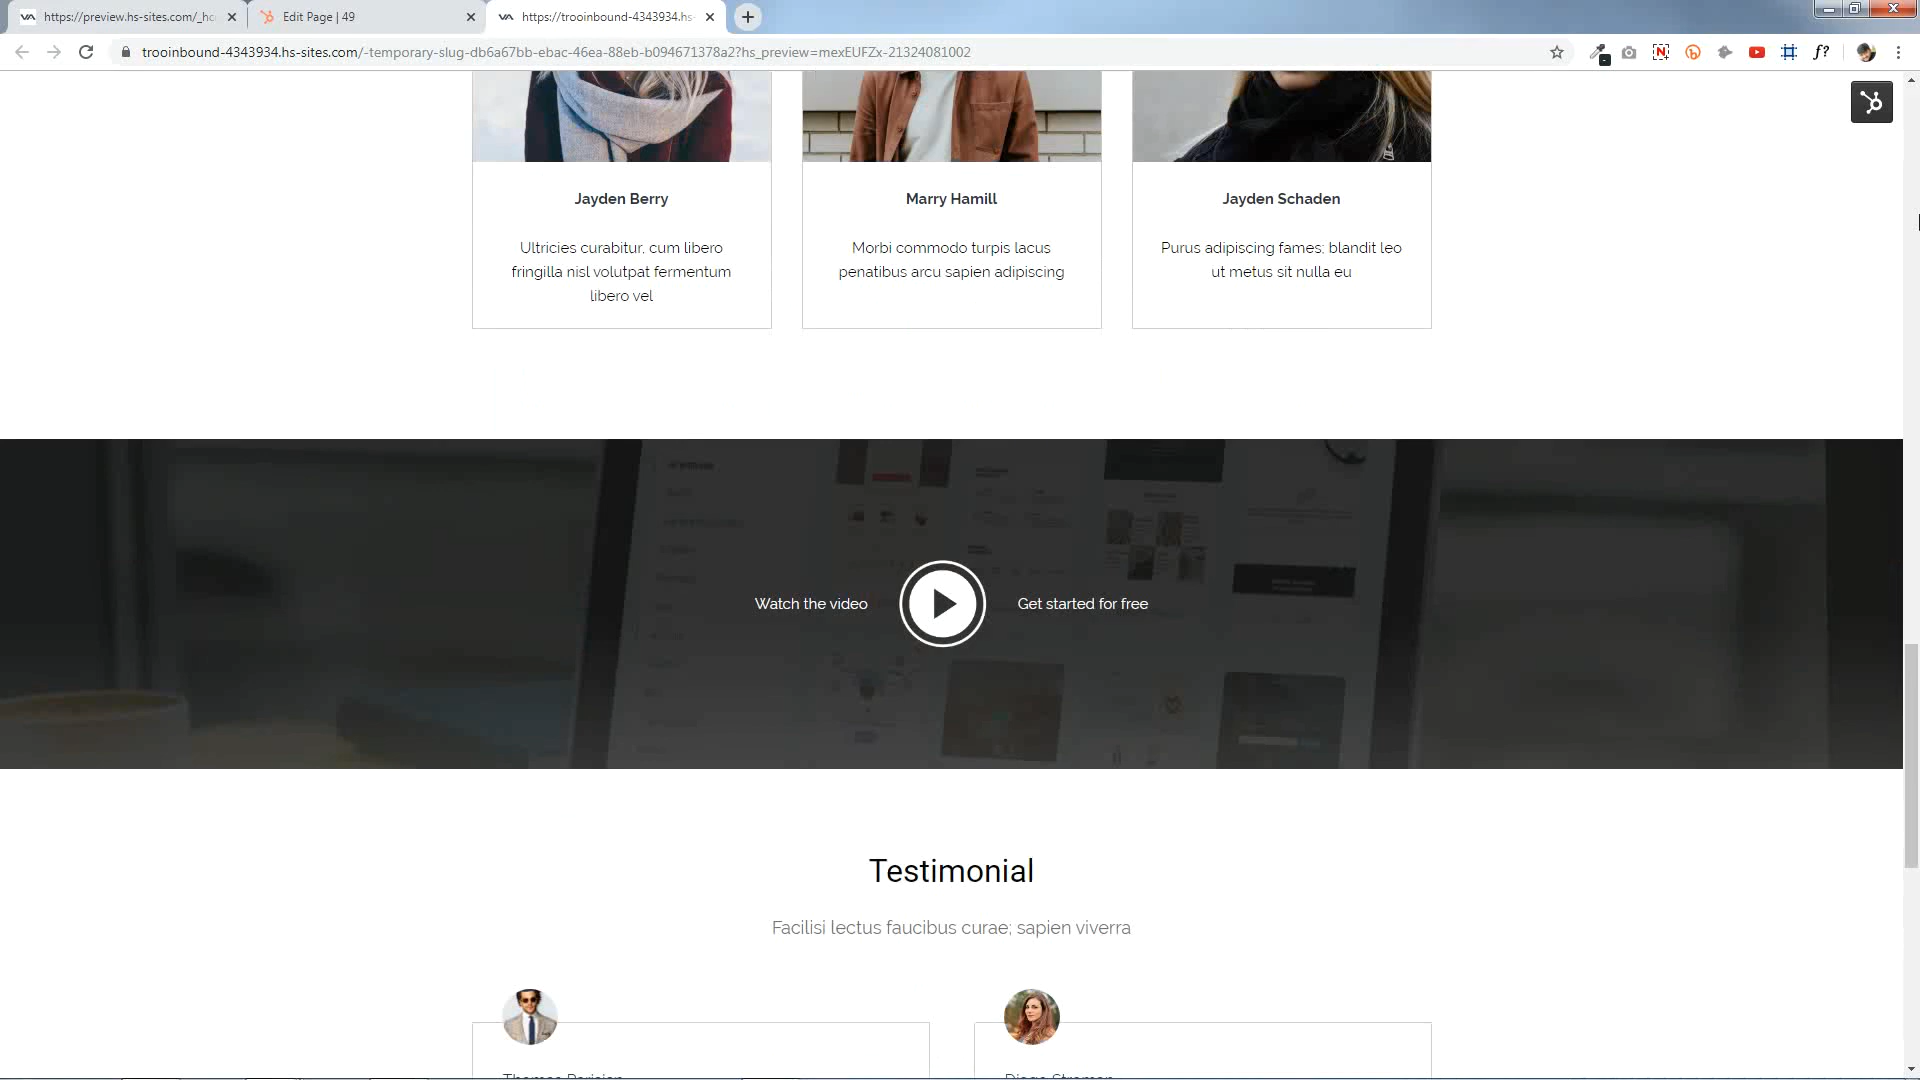 https://preview.hs-sites.com/_hc
Edit Page | 49
https://trooinbound-4343934.hs-
trooinbound-4343934.hs-sites.com/-temporary-slug-db6a67bb-ebac-46ea-88eb-b094671378a2?hs_preview=mexEUFZx-21324081002
Jayden Berry
Ultricies curabitur, cum libero
fringilla nisl volutpat fermentum
libero vel
Marry Hamill
Morbi commodo turpis lacus
penatibus arcu sapien adipiscing
Jayden Schaden
Purus adipiscing fames; blandit leo
ut metus sit nulla eu
Watch the video
Get started for free
Testimonial
Facilisi lectus faucibus curae; sapien viverra